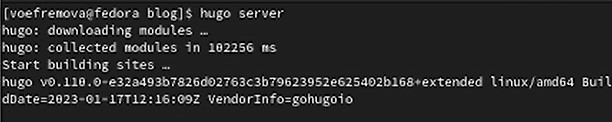 [voefremova@fedora blog]$ hugo server
hugo: downloading modules …
hugo: collected modules in 102256 ms
Start building sites …
hugo v0.110.0-e32a493b7826d02763c3b79623952e625402b168+extended linux/amd64 Buil
dDate=2023-01-17T12:16:09Z VendorInfo=gohugoio